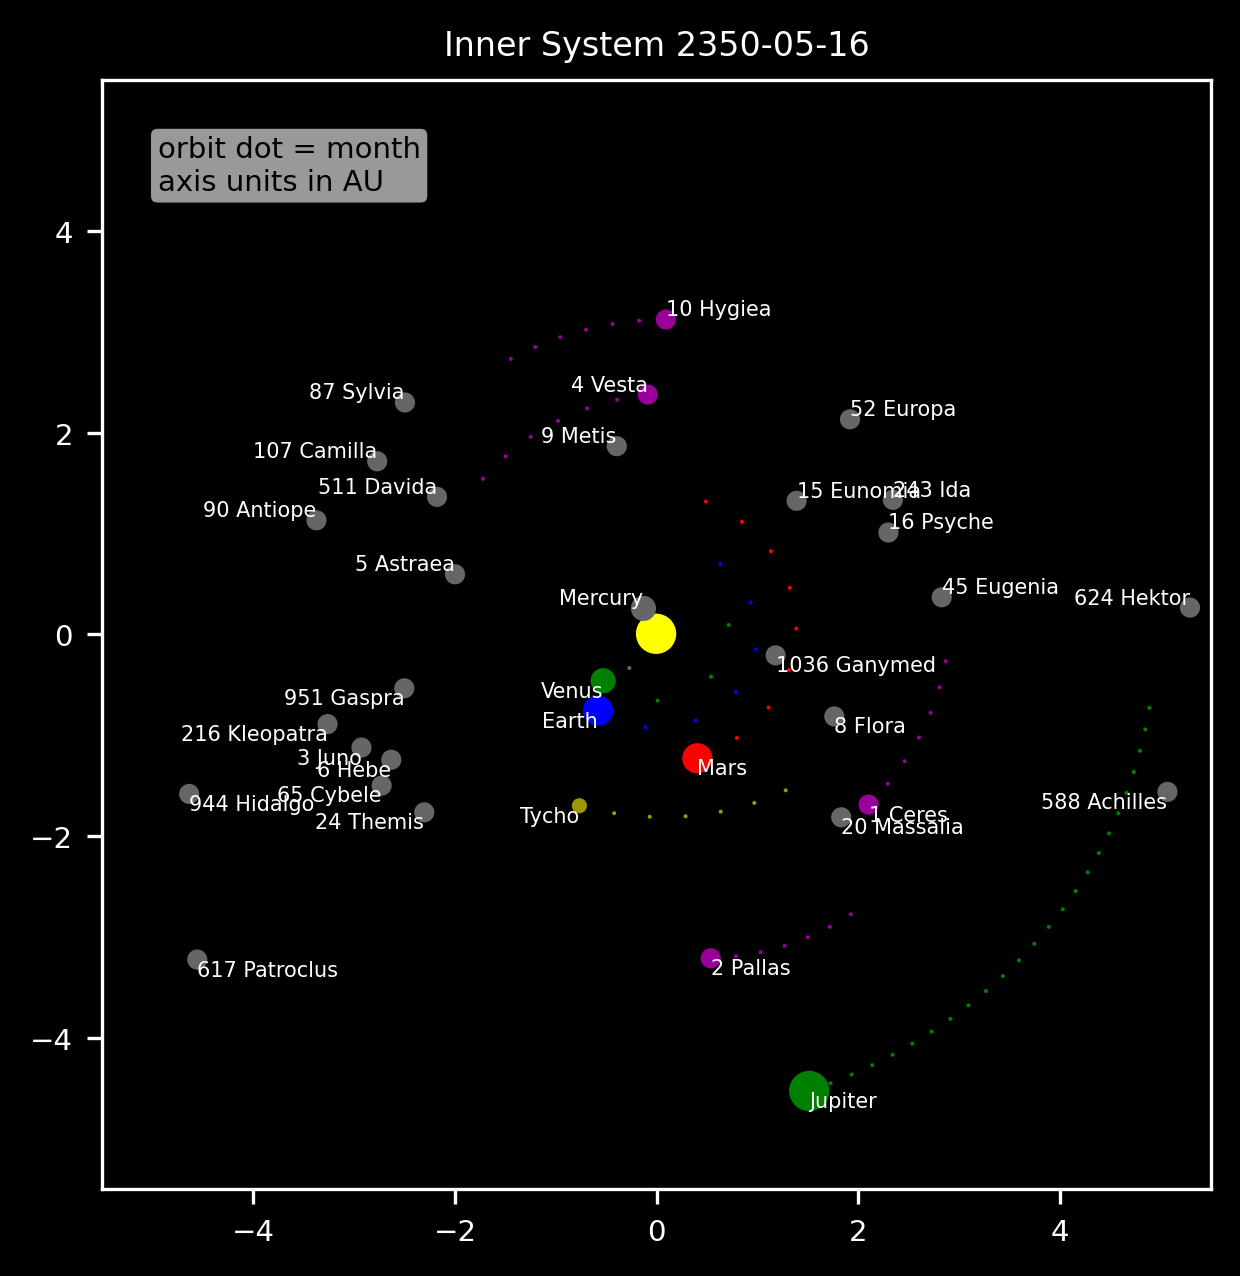 Inner System 2350-05-16
orbit dot = month
axis units in AU
4
10 Hygiea
87 Sylvia
4 Vesta
52 Europa
2
9 Metis
107 Camilla
511 Davida
15 Eunomia
243 Ida
90 Antiope
16 Psyche
5 Astraea
45 Eugenia
Mercury
624 Hektor
0
1036 Ganymed
Venus
951 Gaspra
Earth
8 Flora
216 Kleopatra
3 Juno
6 Hebe
Mars
65 Cybele
944 Hidalgo
588 Achilles
Tycho
1 Ceres
24 Themis
20 Massalia
−2
2 Pallas
617 Patroclus
−4
Jupiter
−4 −2 0 2 4